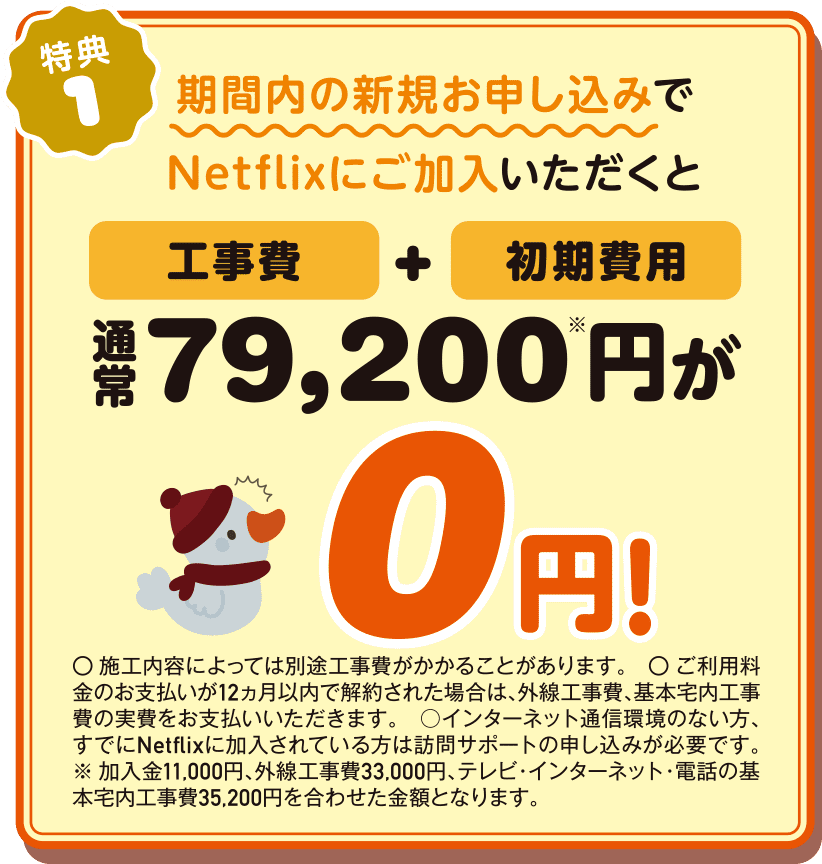 特典
1
期間内の新規お申し込みで
Netflixにご加入いただくと
工事費 + 初期費用
通常79,200※円が
0円!
〇 施工内容によっては別途工事費がかかることがあります。 〇 ご利用料
金のお支払いが12ヵ月以内で解約された場合は、外線工事費、基本宅内工事
費の実費をお支払いいただきます。 〇インターネット通信環境のない方、
すでにNetflixに加入されている方は訪問サポートの申し込みが必要です。
※ 加入金11,000円、外線工事費33,000円、テレビ・インターネット・電話の基
本宅内工事費35,200円を合わせた金額となります。